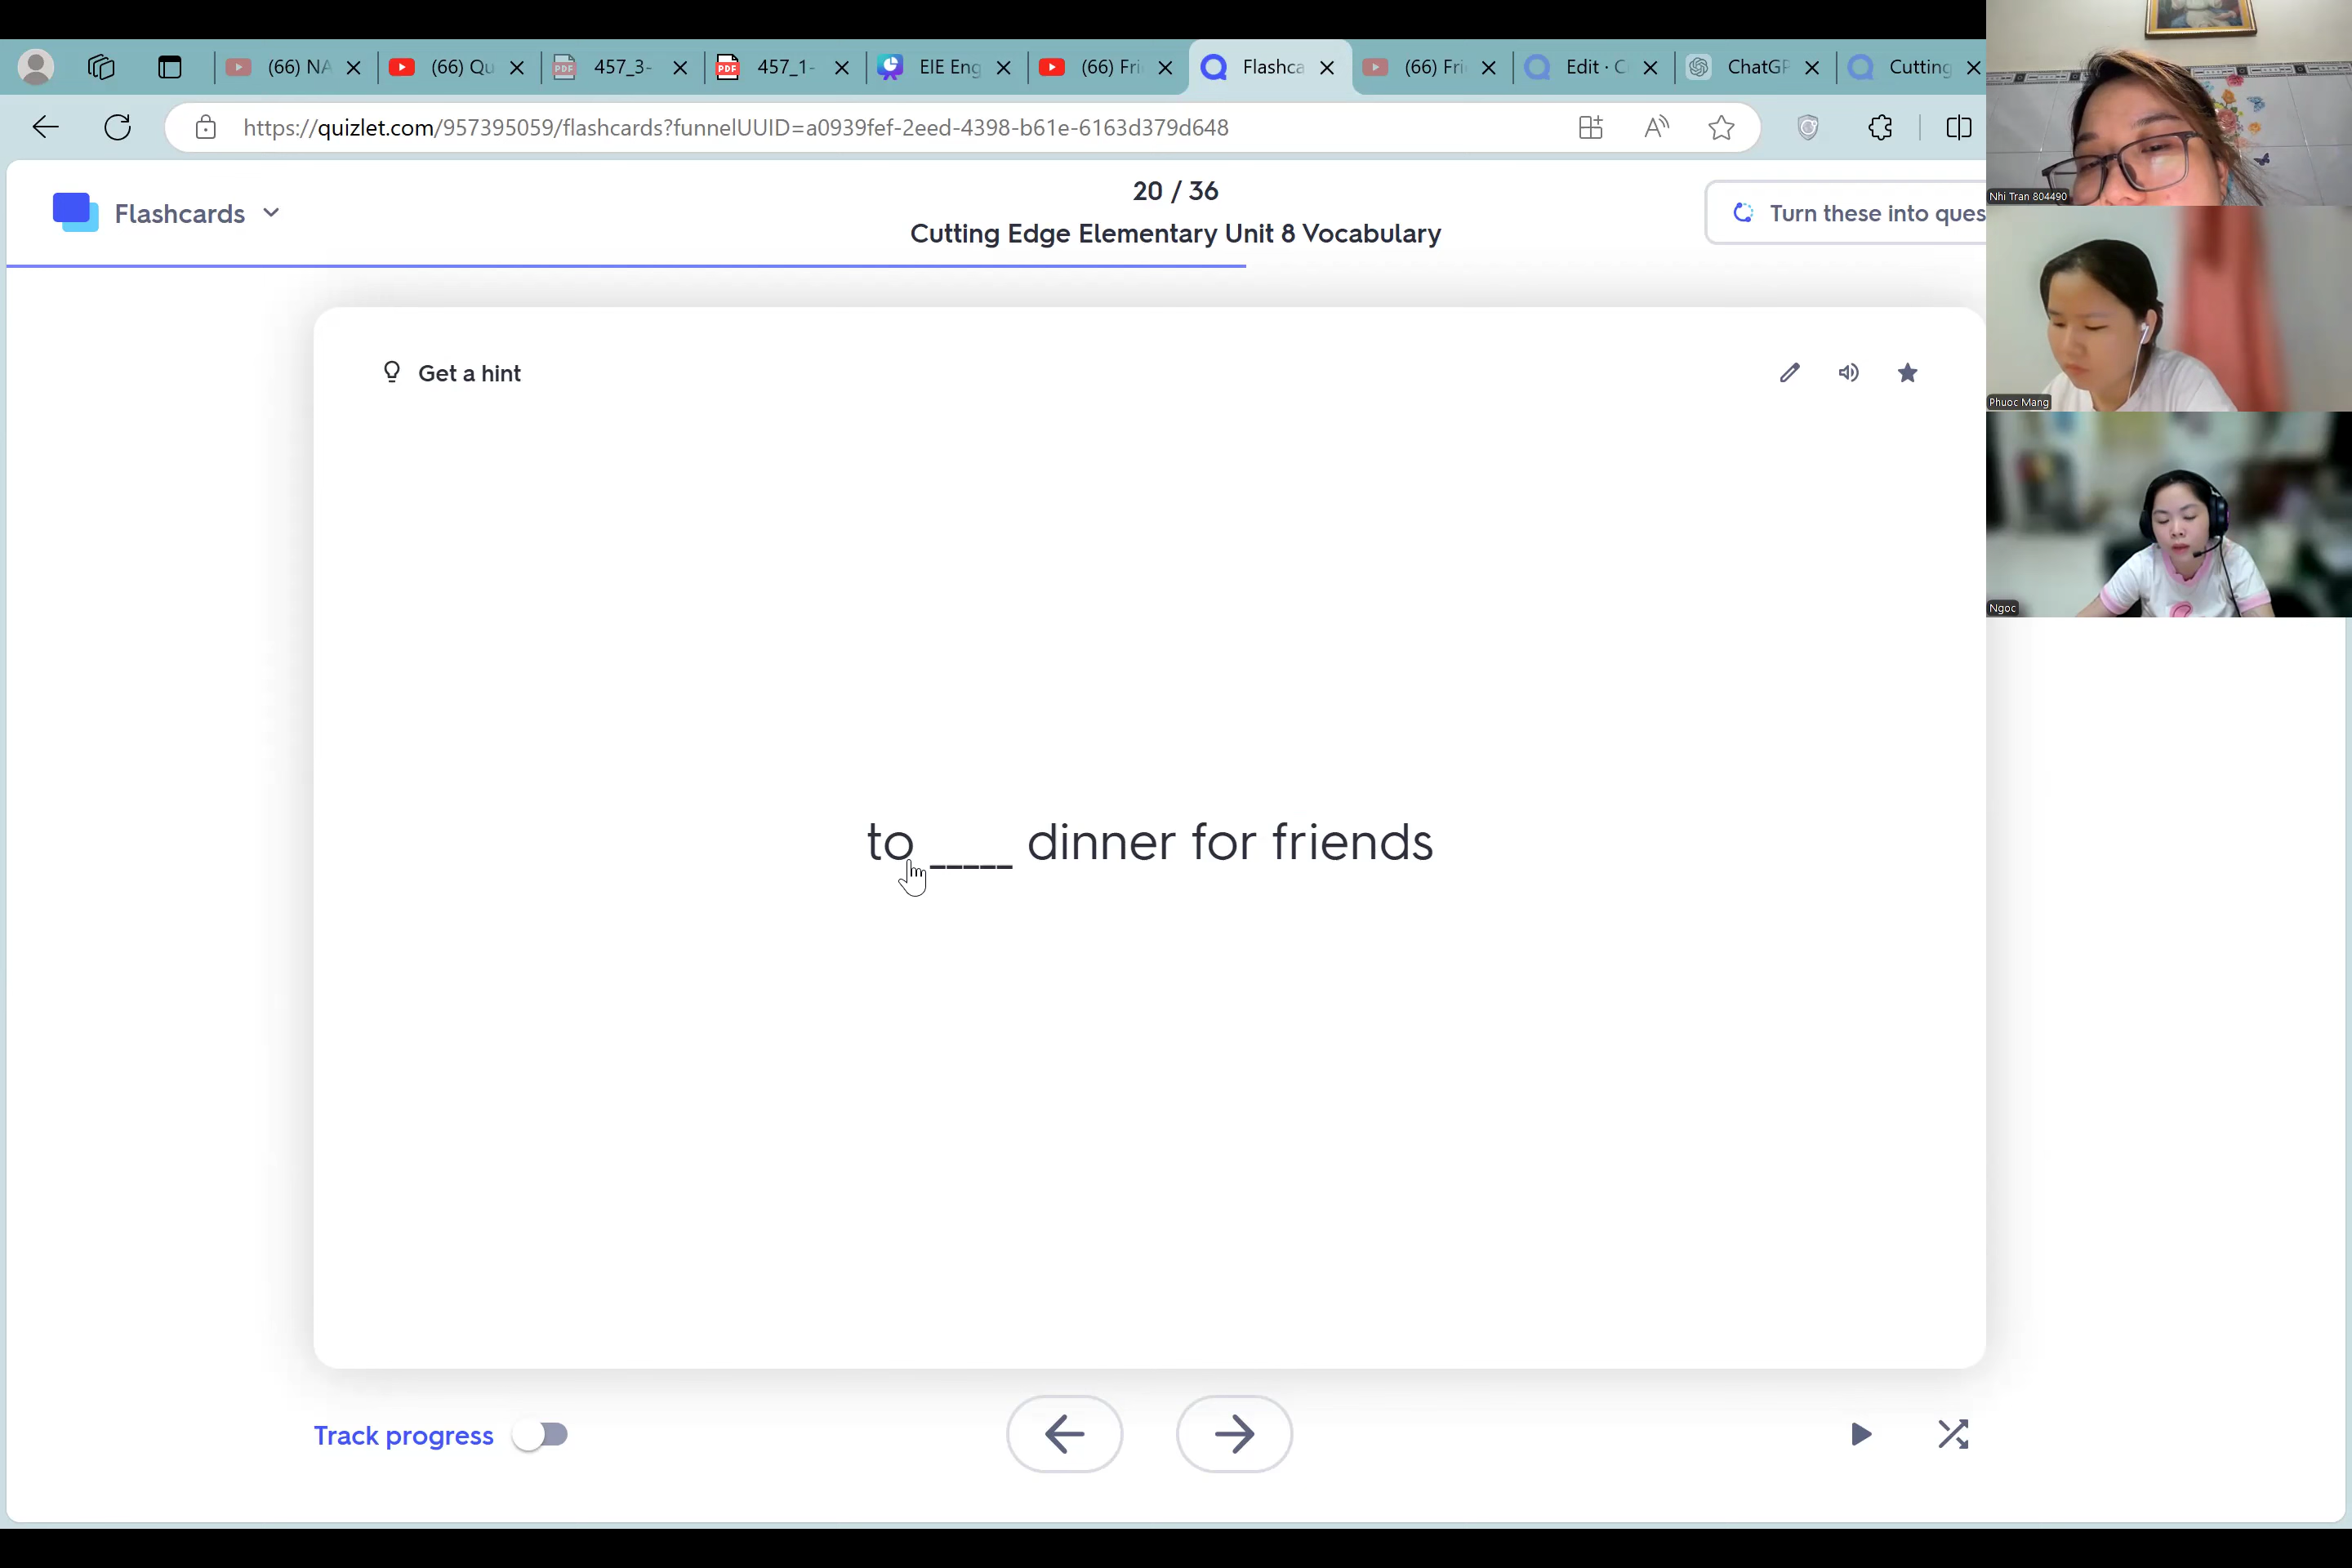 (66) NA
(66) Qu
457_3-
457_1-
EIE Eng
(66) Fri
Flashca
(66) Fri
Edit · C
ChatGP
Cutting
https://quizlet.com/957395059/flashcards?funnelUUID=a0939fef-2eed-4398-b61e-6163d379d648
Flashcards
20 / 36
Cutting Edge Elementary Unit 8 Vocabulary
Turn these into ques
Nhi Tran 804490
Phuoc Mang
Ngoc
Get a hint
to _____ dinner for friends
Track progress